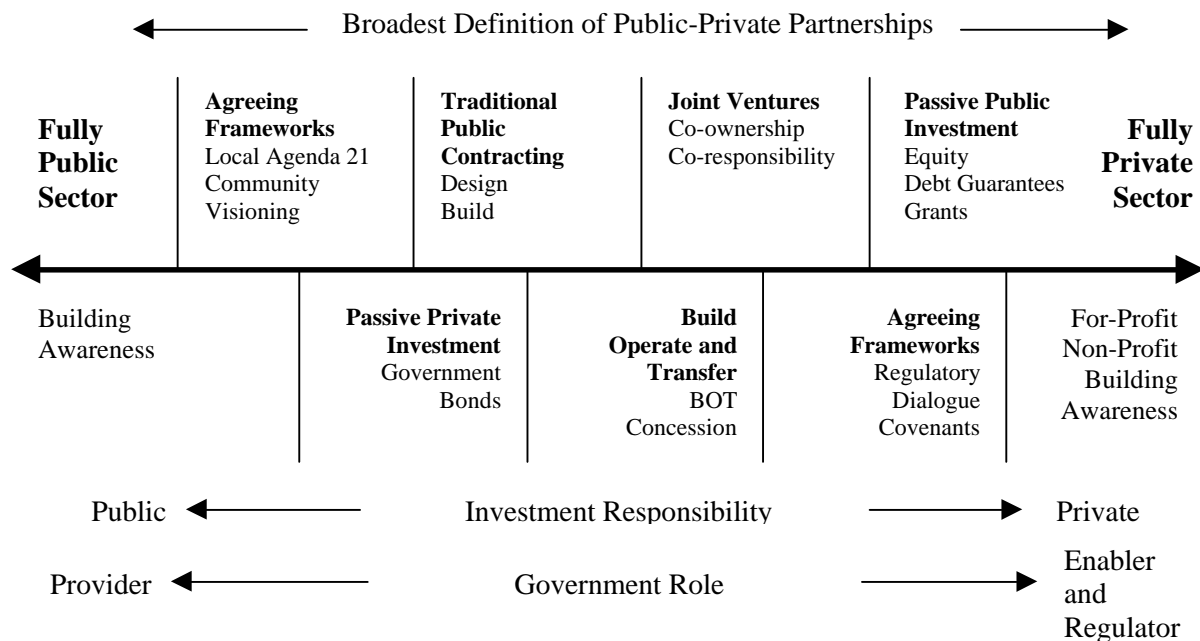 Broadest Definition of Public-Private Partnerships
Fully
Public
Sector
Agreeing
Frameworks
Local Agenda 21
Community
Visioning
Traditional
Public
Contracting
Design
Build
Joint Ventures
Co-ownership
Co-responsibility
Passive Public
Investment
Equity
Debt Guarantees
Grants
Fully
Private
Sector
Building
Awareness
Passive Private
Investment
Government
Bonds
Build
Operate and
Transfer
BOT
Concession
Agreeing
Frameworks
Regulatory
Dialogue
Covenants
For-Profit
Non-Profit
Building
Awareness
Public
Investment Responsibility
Private
Provider
Government Role
Enabler
and
Regulator